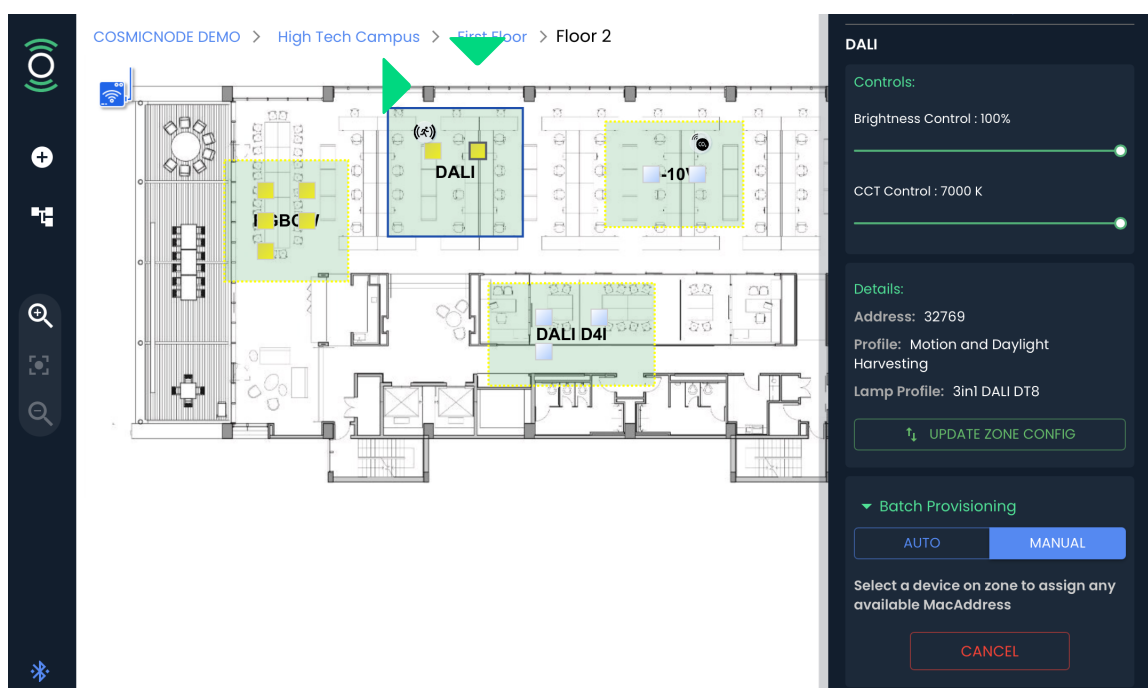 COSMICNODE DEMO > High Tech Campus > First Floor > Floor 2
DALI
-10V
DALI D4I
CO₂
DALI
Controls:
Brightness Control : 100%
CCT Control : 7000 K
Details:
Address: 32769
Profile: Motion and Daylight
Harvesting
Lamp Profile: 3in1 DALI DT8
UPDATE ZONE CONFIG
Batch Provisioning
AUTO
MANUAL
Select a device on zone to assign any
available MacAddress
CANCEL